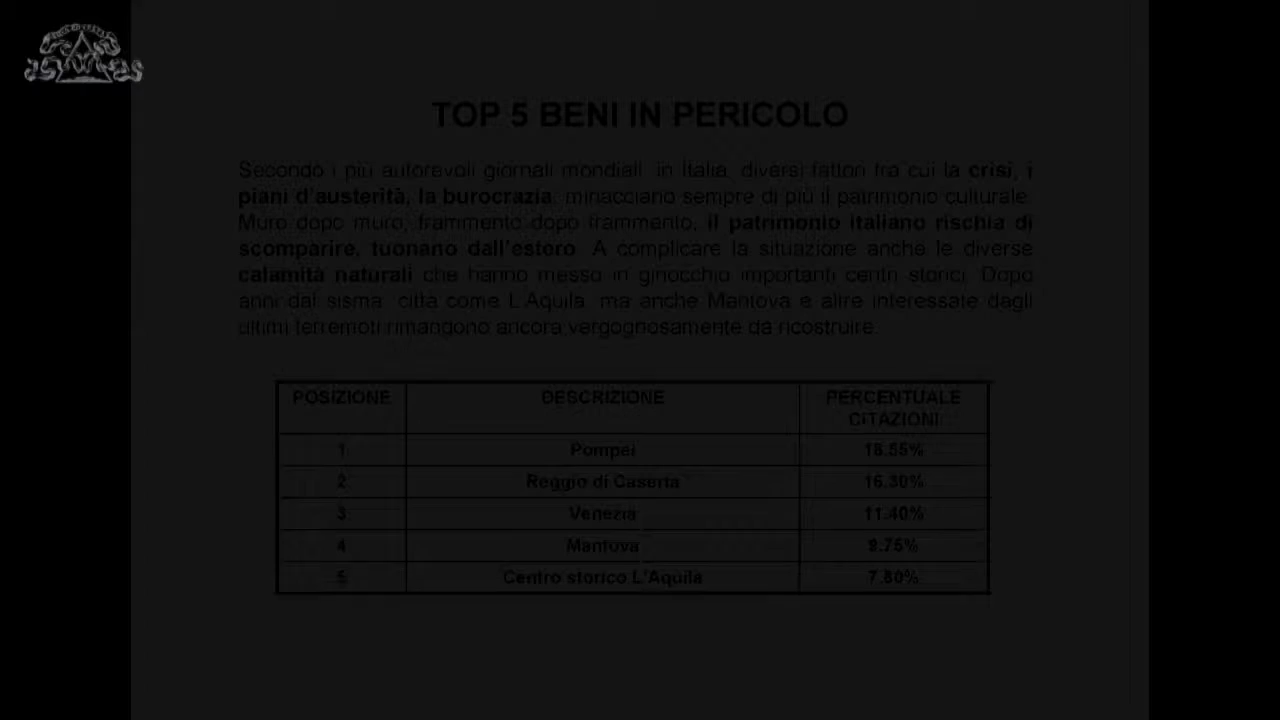 TOP 5 BENI IN PERICOLO
Secondo i più autorevoli giornali mondiali, in Italia, diversi fattori fra cui la crisi, i
piani d'austerità, la burocrazia, minacciano sempre di più il patrimonio culturale.
Muro dopo muro, frammento dopo frammento, il patrimonio italiano rischia di
scomparire, tuonano dall'estero. A complicare la situazione anche le diverse
calamità naturali che hanno messo in ginocchio importanti centri storici. Dopo
anni dal sisma, città come L'Aquila, ma anche Mantova e altre interessate dagli
ultimi terremoti rimangono ancora vergognosamente da ricostruire.
POSIZIONE DESCRIZIONE PERCENTUALE
CITAZIONI
1 Pompei 18.55%
2 Reggio di Caserta 16.30%
3 Venezia 11.40%
4 Mantova 9.75%
5 Centro storico L'Aquila 7.80%